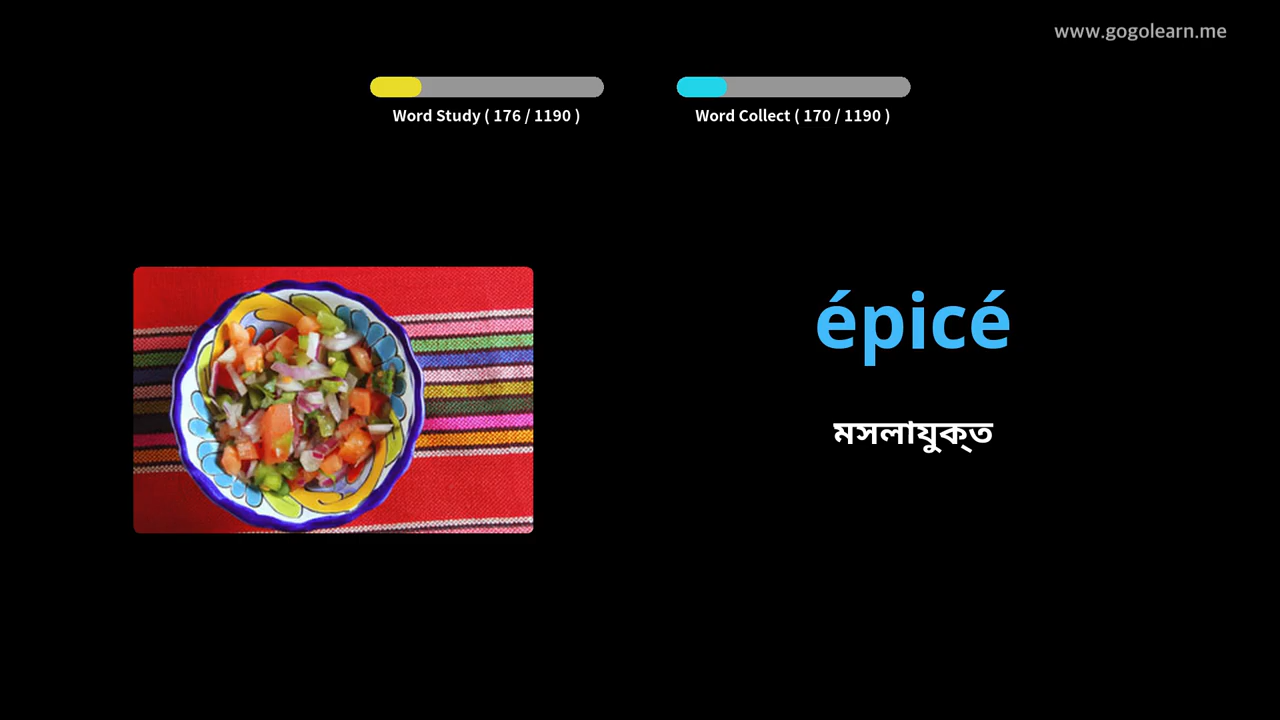 www.gogolearn.me
Word Study ( 176 / 1190 )
Word Collect ( 170 / 1190 )
épicé
মসলাযুক্ত